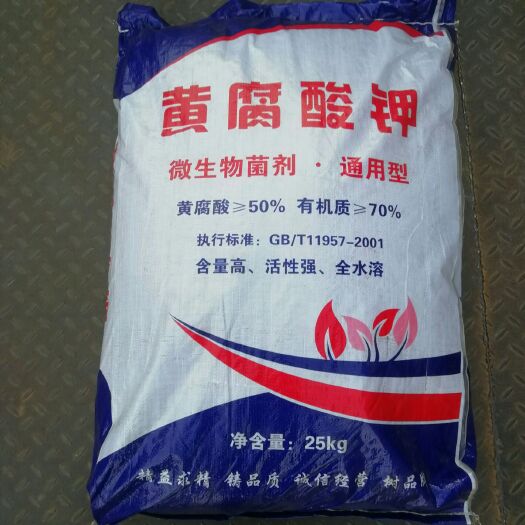 黄腐酸钾
微生物菌剂·通用型
黄腐酸≥50% 有机质≥70%
执行标准：GB/T11957-2001
含量高、活性强、全水溶
净含量：25kg
精益求精 铸品质 诚信经营 树品